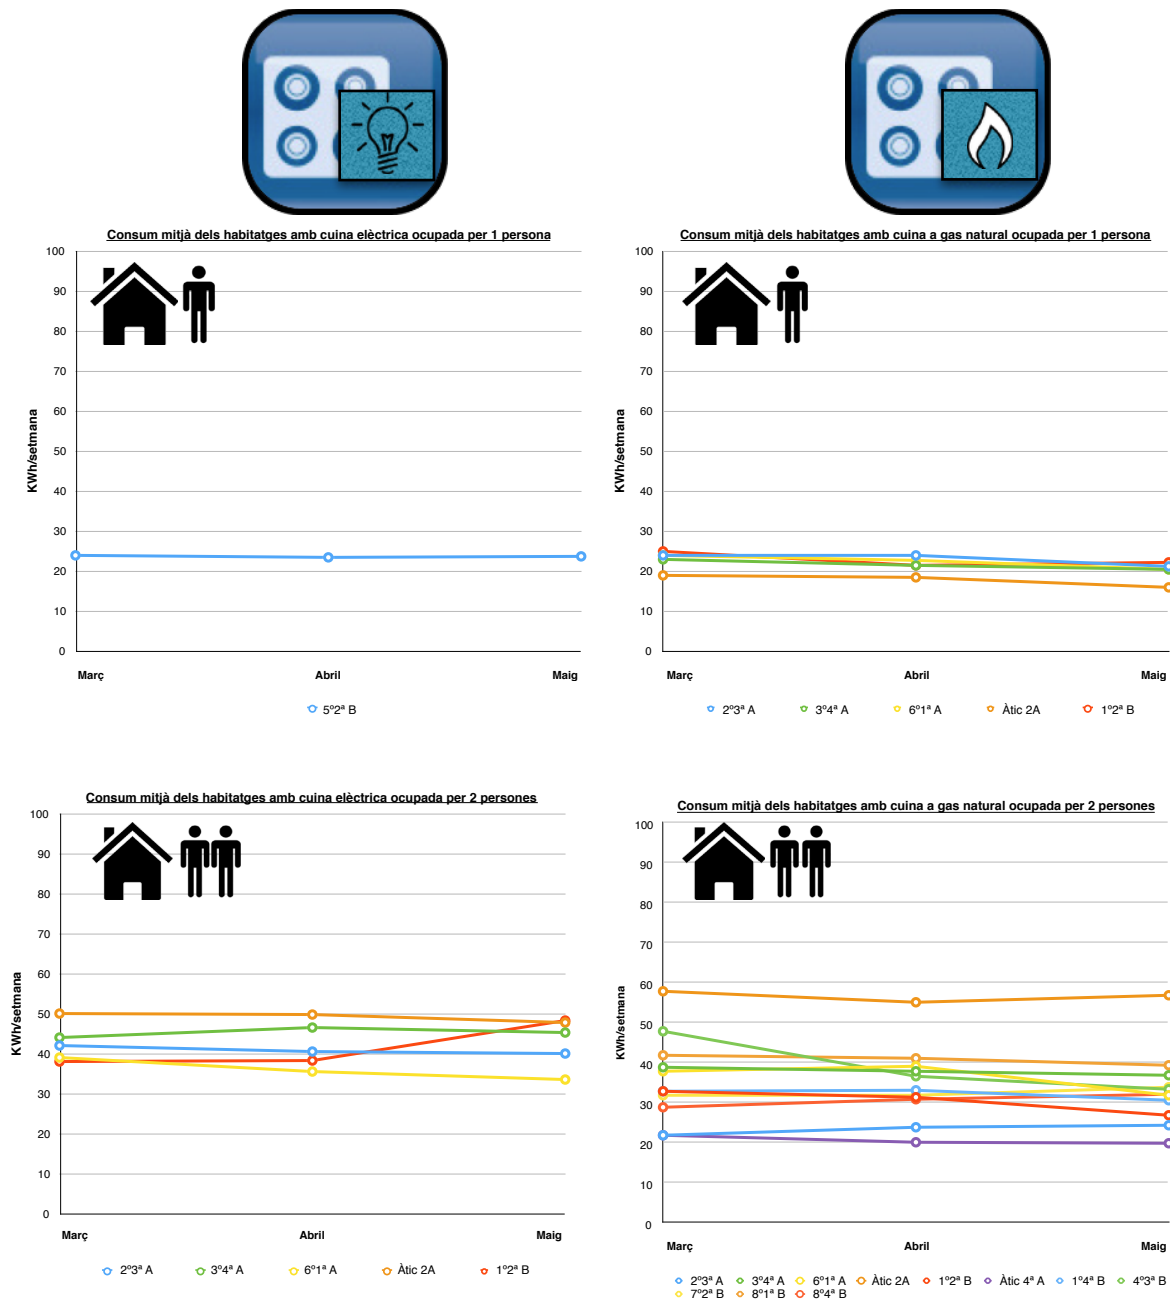 Consum mitjà dels habitatges amb cuina elèctrica ocupada per 1 persona
100
90
80
70
60
50
40
30
20
10
0
KWh/setmana
Març Abril Maig
5º2ª B
Consum mitjà dels habitatges amb cuina a gas natural ocupada per 1 persona
100
90
80
70
60
50
40
30
20
10
0
KWh/setmana
Març Abril Maig
2º3ª A 3º4ª A 6º1ª A Àtic 2A 1º2ª B
Consum mitjà dels habitatges amb cuina elèctrica ocupada per 2 persones
100
90
80
70
60
50
40
30
20
10
0
KWh/setmana
Març Abril Maig
2º3ª A 3º4ª A 6º1ª A Àtic 2A 1º2ª B
Consum mitjà dels habitatges amb cuina a gas natural ocupada per 2 persones
100
90
80
70
60
50
40
30
20
10
0
KWh/setmana
Març Abril Maig
2º3ª A 3º4ª A 6º1ª A Àtic 2A 1º2ª B Àtic 4ª A 1º4ª B 4º3ª B
7º2ª B 8º1ª B 8º4ª B